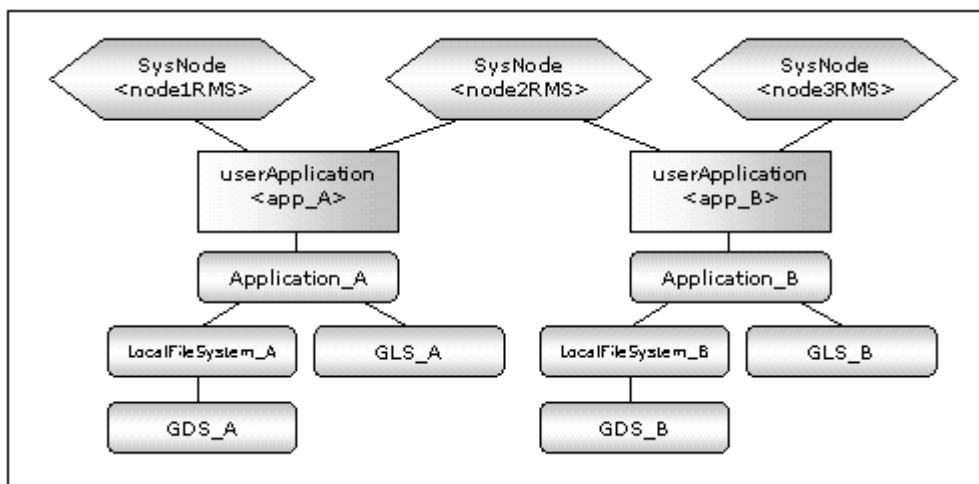 SysNode
<node1RMS>
SysNode
<node2RMS>
SysNode
<node3RMS>
userApplication
<app_A>
userApplication
<app_B>
Application_A
Application_B
LocalFileSystem_A
GLS_A
LocalFileSystem_B
GLS_B
GDS_A
GDS_B